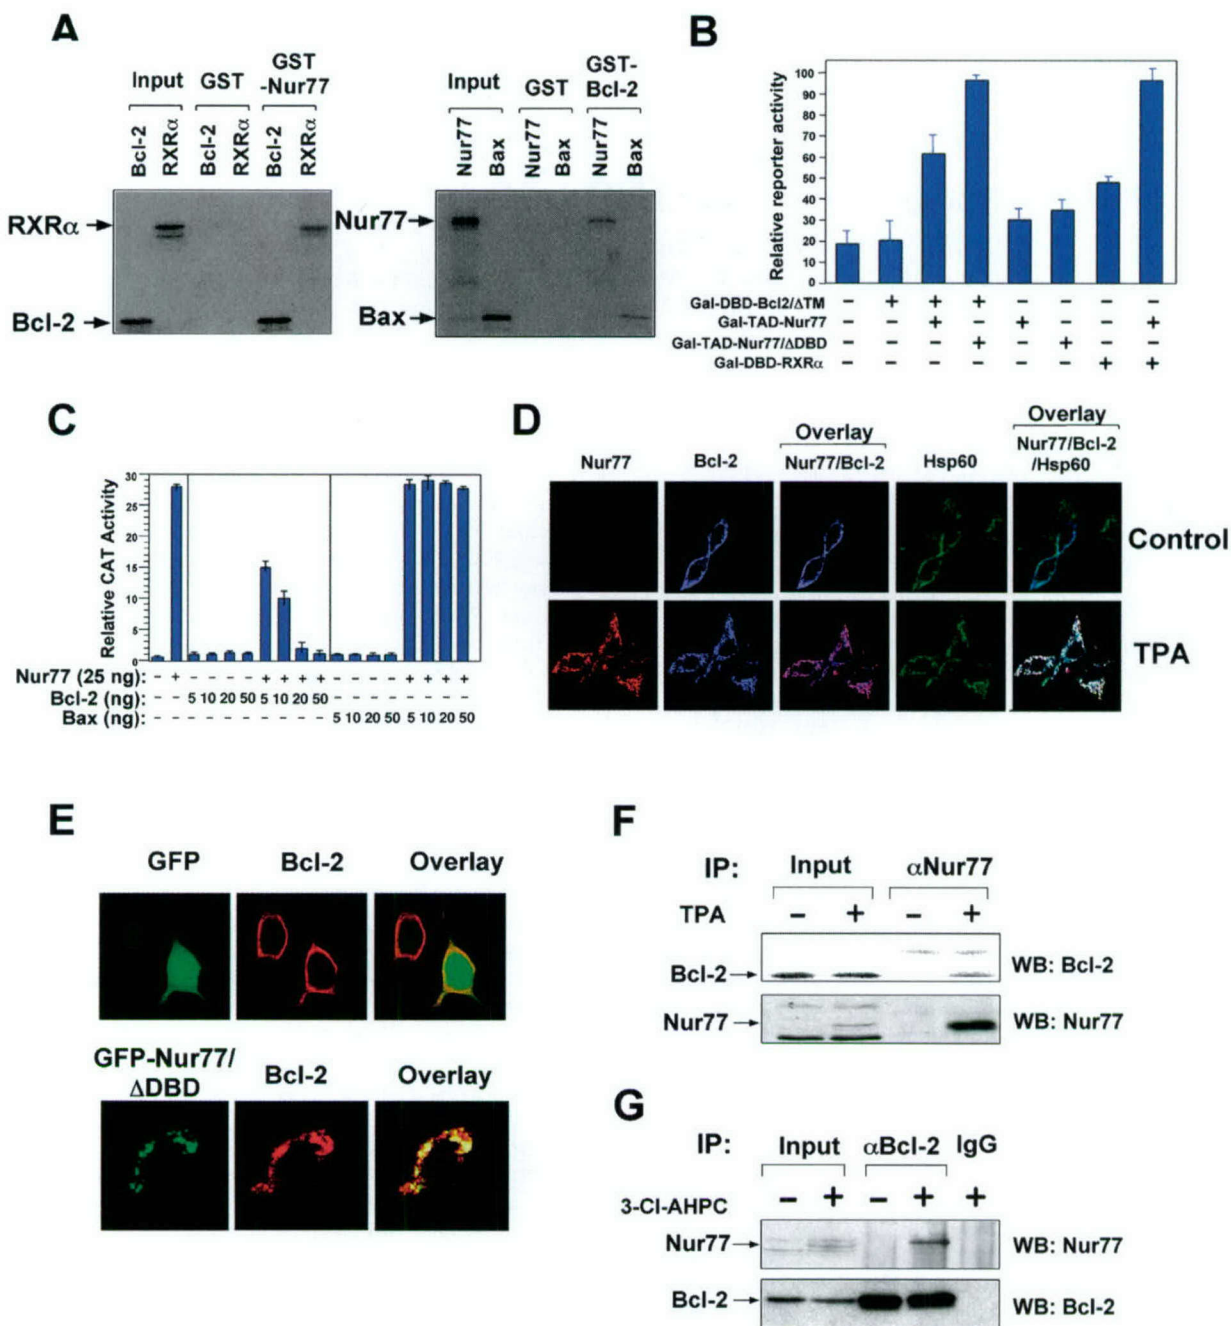 A
Input GST GST -Nur77
Bcl-2 RXRα Bcl-2 RXRα Bcl-2 RXRα
RXRα
Bcl-2
Input GST GST- Bcl-2
Nur77 Bax Nur77 Bax Nur77 Bax
Nur77
Bax
B
Relative reporter activity
100
90
80
70
60
50
40
30
20
10
0
Gal-DBD-Bcl2/ΔTM − + + + − − − −
Gal-TAD-Nur77 − − + − + − − +
Gal-TAD-Nur77/ΔDBD − − − + − + − −
Gal-DBD-RXRα − − − − − − + +
C
Relative CAT Activity
30
25
20
15
10
5
0
Nur77 (25 ng): − + − − − − + + + + − − − − + + + +
Bcl-2 (ng): − − 5 10 20 50 5 10 20 50 − − − − − − − −
Bax (ng): − − − − − − − − − − 5 10 20 50 5 10 20 50
D
Nur77
Bcl-2
Overlay
Nur77/Bcl-2
Hsp60
Overlay
Nur77/Bcl-2
/Hsp60
Control
TPA
E
GFP Bcl-2 Overlay
GFP-Nur77/
ΔDBD Bcl-2 Overlay
F
IP: Input αNur77
TPA − + − +
Bcl-2 WB: Bcl-2
Nur77 WB: Nur77
G
IP: Input αBcl-2 IgG
3-Cl-AHPC − + − + +
Nur77 WB: Nur77
Bcl-2 WB: Bcl-2